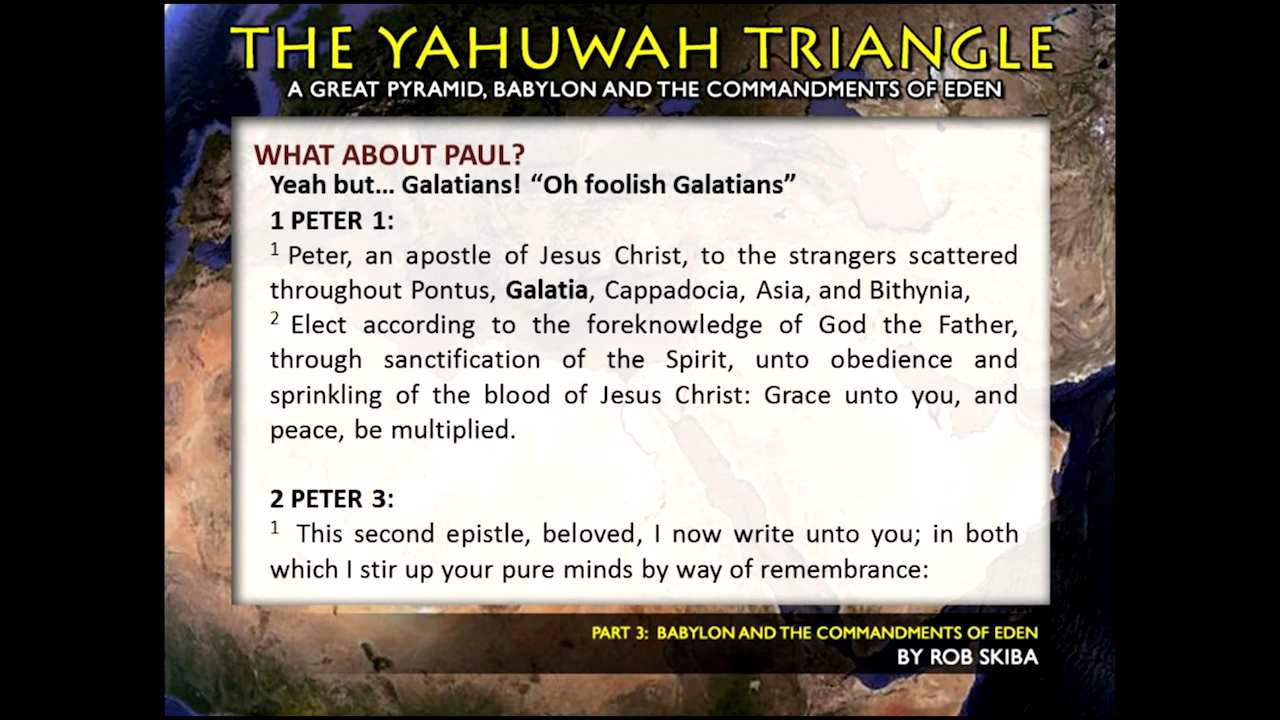 THE YAHUWAH TRIANGLE
A GREAT PYRAMID, BABYLON AND THE COMMANDMENTS OF EDEN
WHAT ABOUT PAUL?
Yeah but... Galatians! “Oh foolish Galatians”
1 PETER 1:
1 Peter, an apostle of Jesus Christ, to the strangers scattered
throughout Pontus, Galatia, Cappadocia, Asia, and Bithynia,
2 Elect according to the foreknowledge of God the Father,
through sanctification of the Spirit, unto obedience and
sprinkling of the blood of Jesus Christ: Grace unto you, and
peace, be multiplied.
2 PETER 3:
1 This second epistle, beloved, I now write unto you; in both
which I stir up your pure minds by way of remembrance:
PART 3: BABYLON AND THE COMMANDMENTS OF EDEN
BY ROB SKIBA